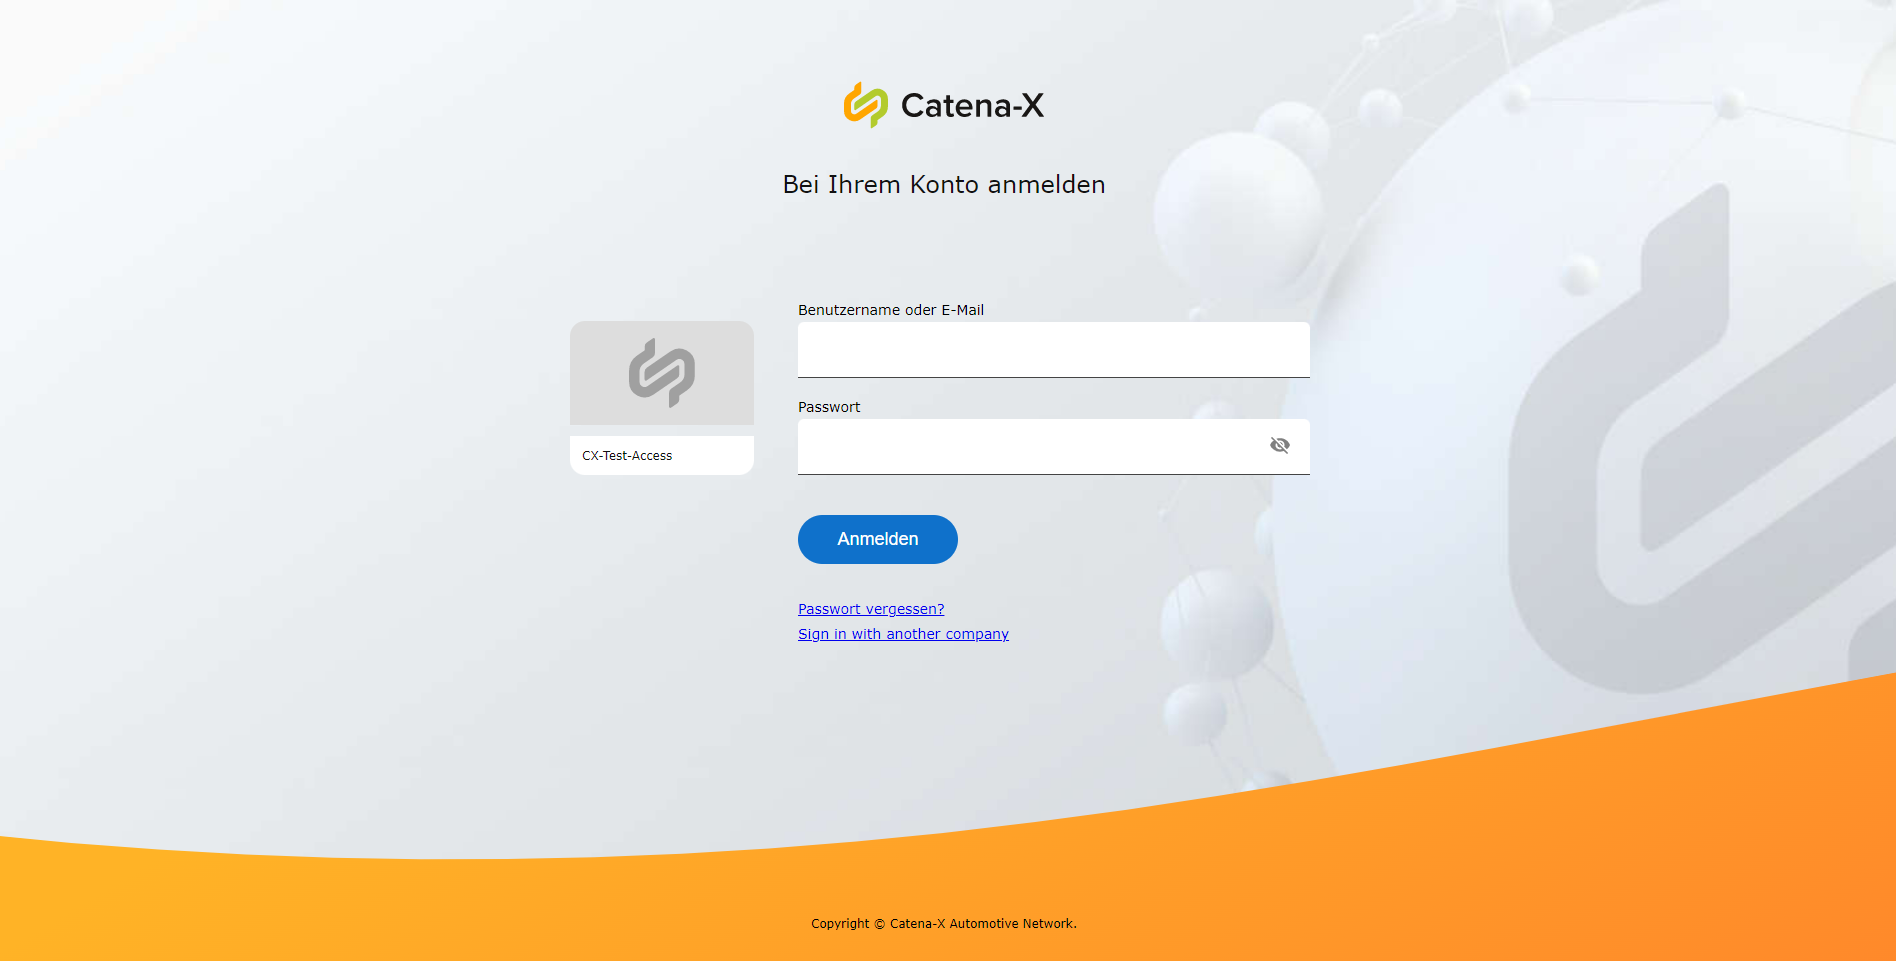 Catena-X
Bei Ihrem Konto anmelden
Benutzername oder E-Mail
Passwort
CX-Test-Access
Anmelden
Passwort vergessen?
Sign in with another company
Copyright © Catena-X Automotive Network.